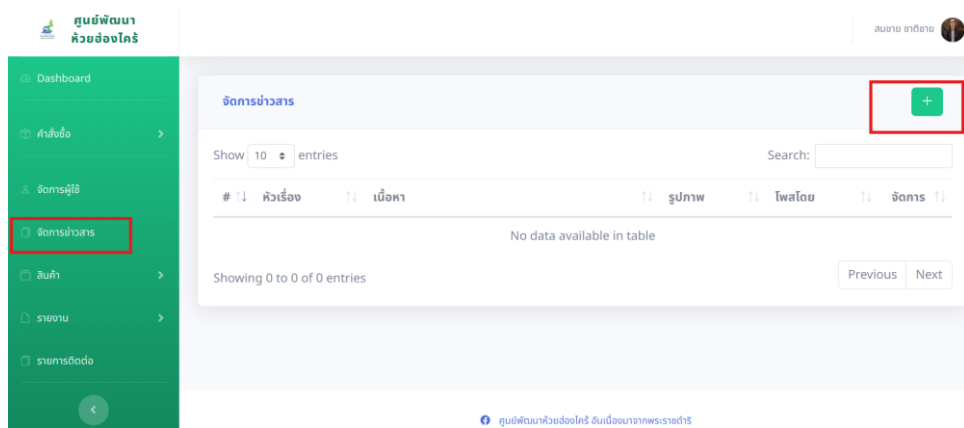 ศูนย์พัฒนา
ห้วยฮ่องไคร้
สมชาย ชาติชาย
Dashboard
คำสั่งซื้อ
จัดการผู้ใช้
จัดการข่าวสาร
สินค้า
รายงาน
รายการติดต่อ
จัดการข่าวสาร
+
Show 10 entries
Search:
# หัวเรื่อง เนื้อหา รูปภาพ โพสโดย จัดการ
No data available in table
Showing 0 to 0 of 0 entries
Previous Next
ศูนย์พัฒนาห้วยฮ่องไคร้ อันเนื่องมาจากพระราชดำริ